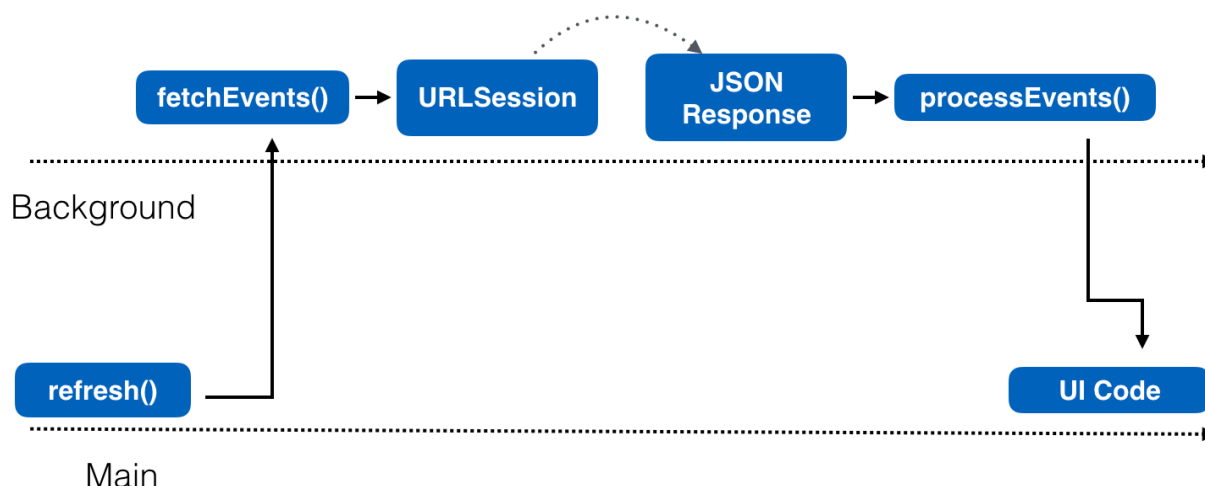 fetchEvents()
URLSession
JSON
Response
processEvents()
Background
refresh()
UI Code
Main